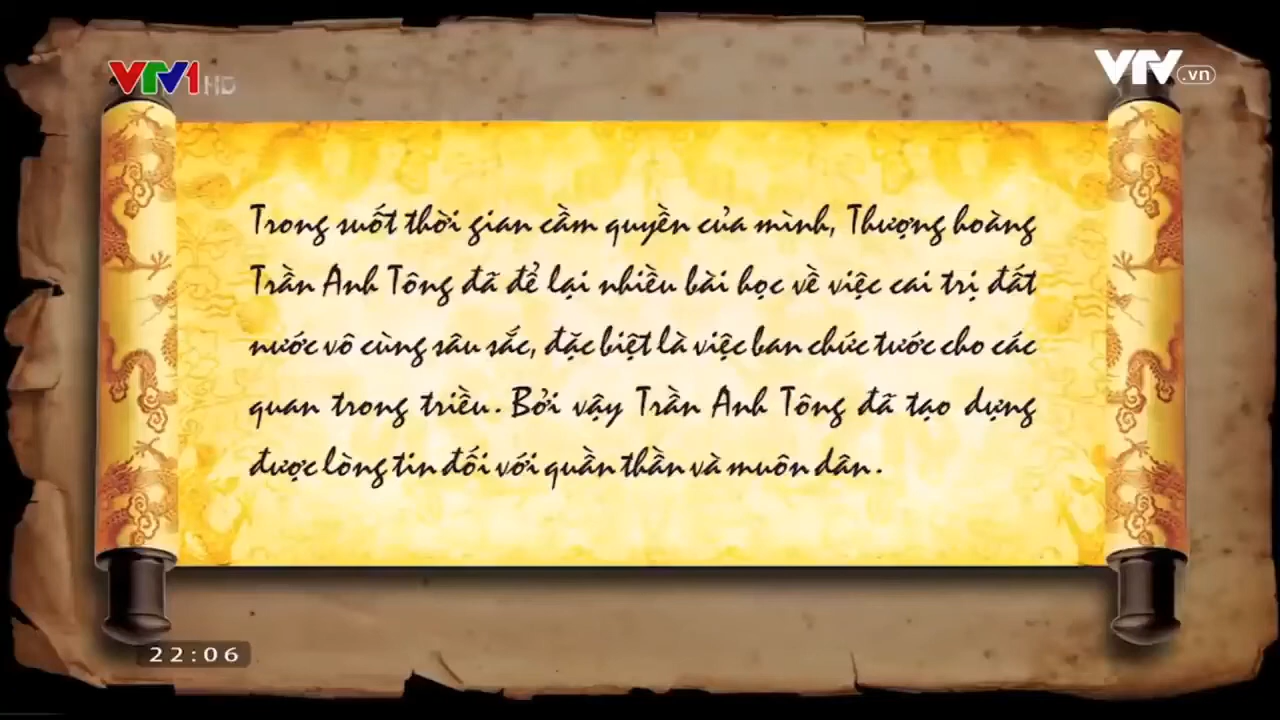 VTV1 HD
VTV.vn
Trong suốt thời gian cầm quyền của mình, Thượng hoàng
Trần Anh Tông đã để lại nhiều bài học về việc cai trị đất
nước vô cùng sâu sắc, đặc biệt là việc ban chức tước cho các
quan trong triều. Bởi vậy Trần Anh Tông đã tạo dựng
được lòng tin đối với quần thần và muôn dân.
22:06